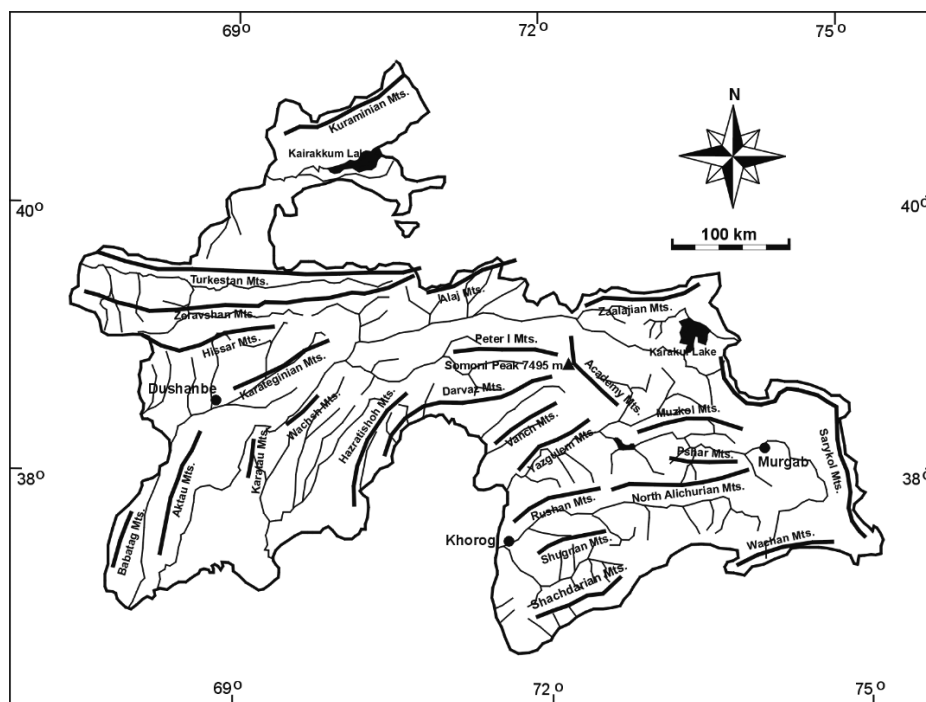 69°
72°
75°
Kuraminian Mts.
N
Kairakkum Lake
40°
40°
100 km
Turkestan Mts.
Alaj Mts.
Zeravshan Mts.
Zaalajian Mts.
Hissar Mts.
Peter I Mts.
Karakul Lake
Somoni Peak 7495 m
Karateginian Mts.
Dushanbe
Academy Mts.
Darvaz Mts.
Wachsh Mts.
Muzkol Mts.
Hazratishoh Mts.
Vanch Mts.
Sarykol Mts.
Karatau Mts.
Yazgulem Mts.
Pshar Mts.
Murgab
38°
38°
Aktau Mts.
North Alichurian Mts.
Rushan Mts.
Babatag Mts.
Khorog
Shugnan Mts.
Wachan Mts.
Shachdarian Mts.
69°
72°
75°